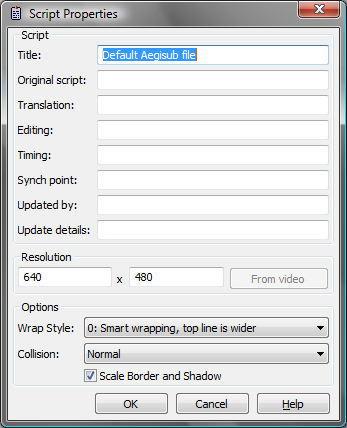 Script Properties
Script
Title: Default Aegisub file
Original script:
Translation:
Editing:
Timing:
Synch point:
Updated by:
Update details:
Resolution
640 x 480 From video
Options
Wrap Style: 0: Smart wrapping, top line is wider
Collision: Normal
Scale Border and Shadow
OK Cancel Help